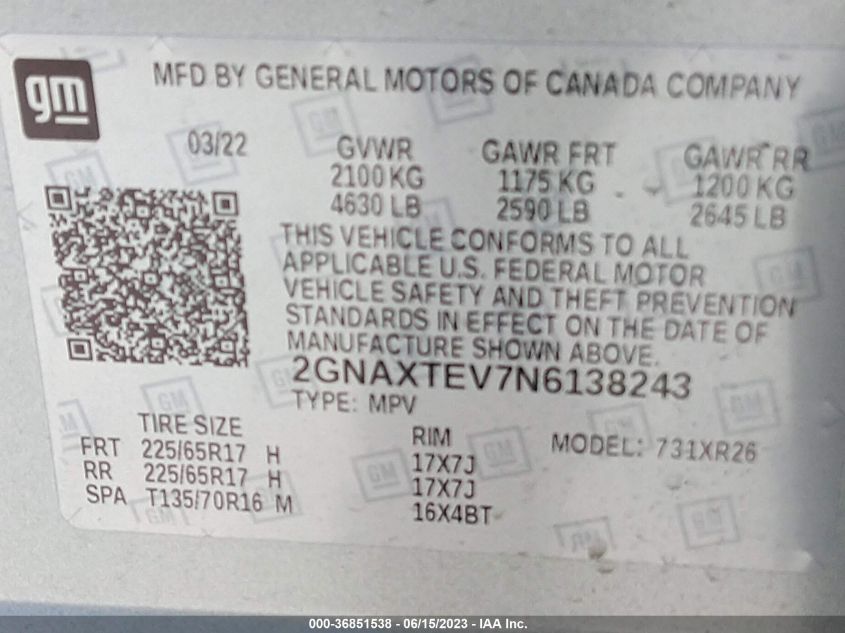 gm
MFD BY GENERAL MOTORS OF CANADA COMPANY
03/22 GVWR GAWR FRT GAWR RR
2100 KG 1175 KG 1200 KG
4630 LB 2590 LB 2645 LB
THIS VEHICLE CONFORMS TO ALL
APPLICABLE U.S. FEDERAL MOTOR
VEHICLE SAFETY AND THEFT PREVENTION
STANDARDS IN EFFECT ON THE DATE OF
MANUFACTURE SHOWN ABOVE.
2GNAXTEV7N6138243
TYPE: MPV
TIRE SIZE RIM MODEL: 731XR26
FRT 225/65R17 H 17X7J
RR 225/65R17 H 17X7J
SPA T135/70R16 M 16X4BT
000-36851538 - 06/15/2023 - IAA Inc.